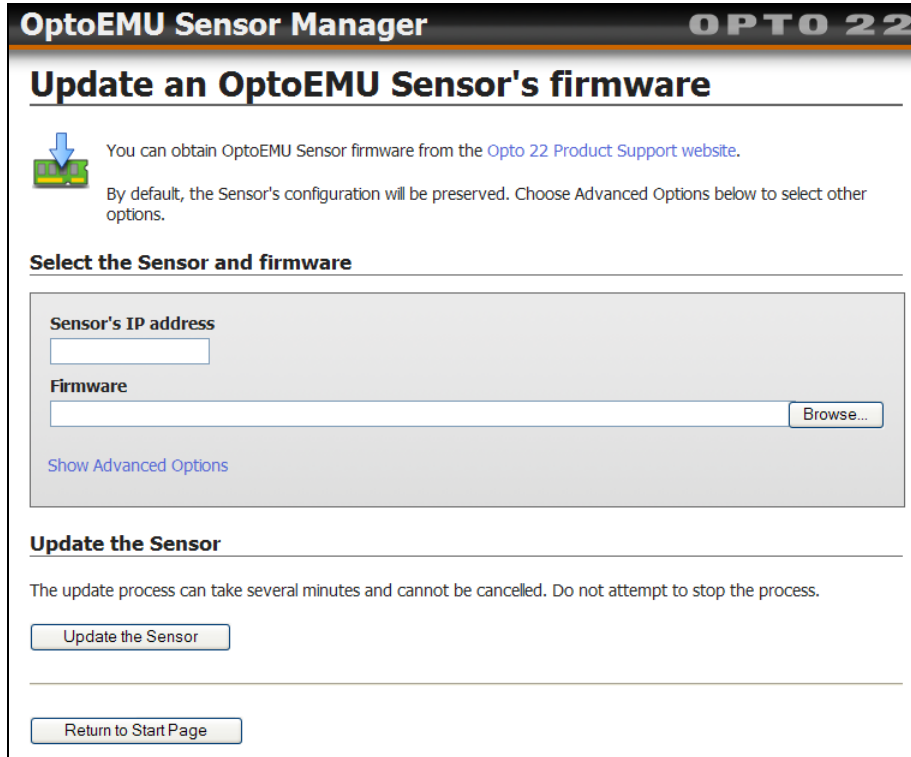 OptoEMU Sensor Manager
OPTO 22
Update an OptoEMU Sensor's firmware
You can obtain OptoEMU Sensor firmware from the Opto 22 Product Support website.
By default, the Sensor's configuration will be preserved. Choose Advanced Options below to select other
options.
Select the Sensor and firmware
Sensor's IP address
Firmware
Browse...
Show Advanced Options
Update the Sensor
The update process can take several minutes and cannot be cancelled. Do not attempt to stop the process.
Update the Sensor
Return to Start Page